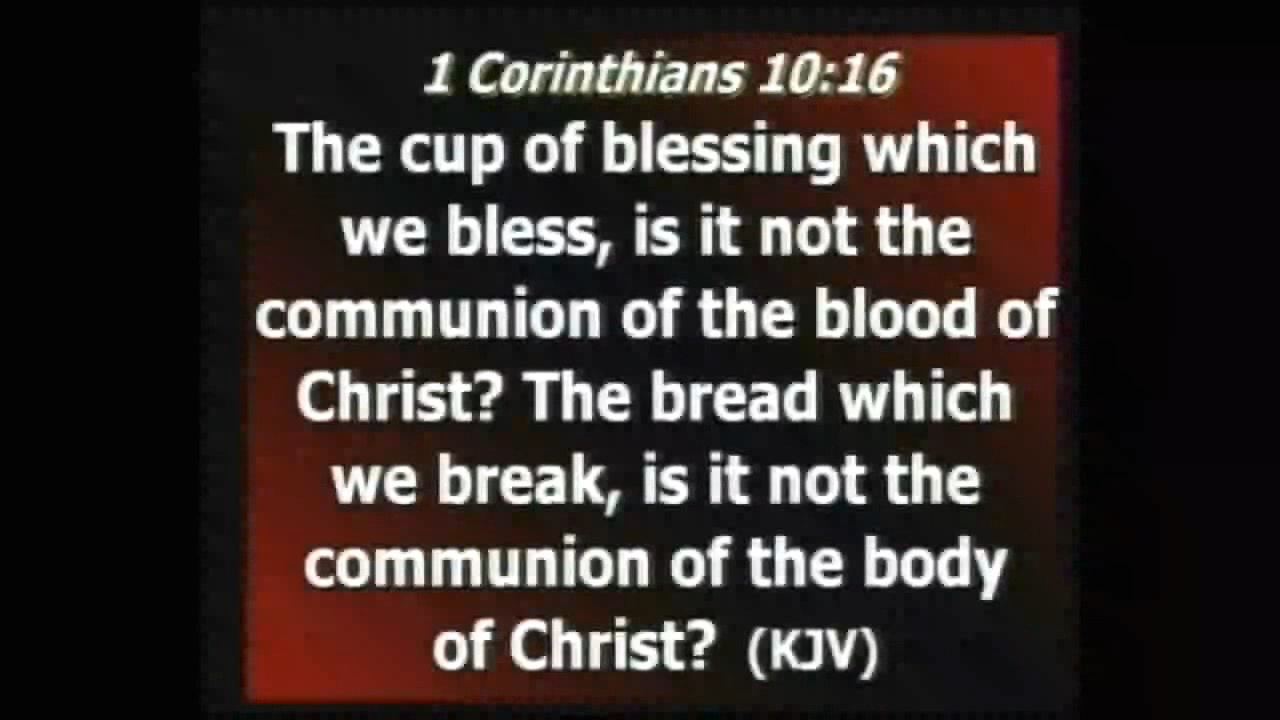 1 Corinthians 10:16
The cup of blessing which
we bless, is it not the
communion of the blood of
Christ? The bread which
we break, is it not the
communion of the body
of Christ? (KJV)